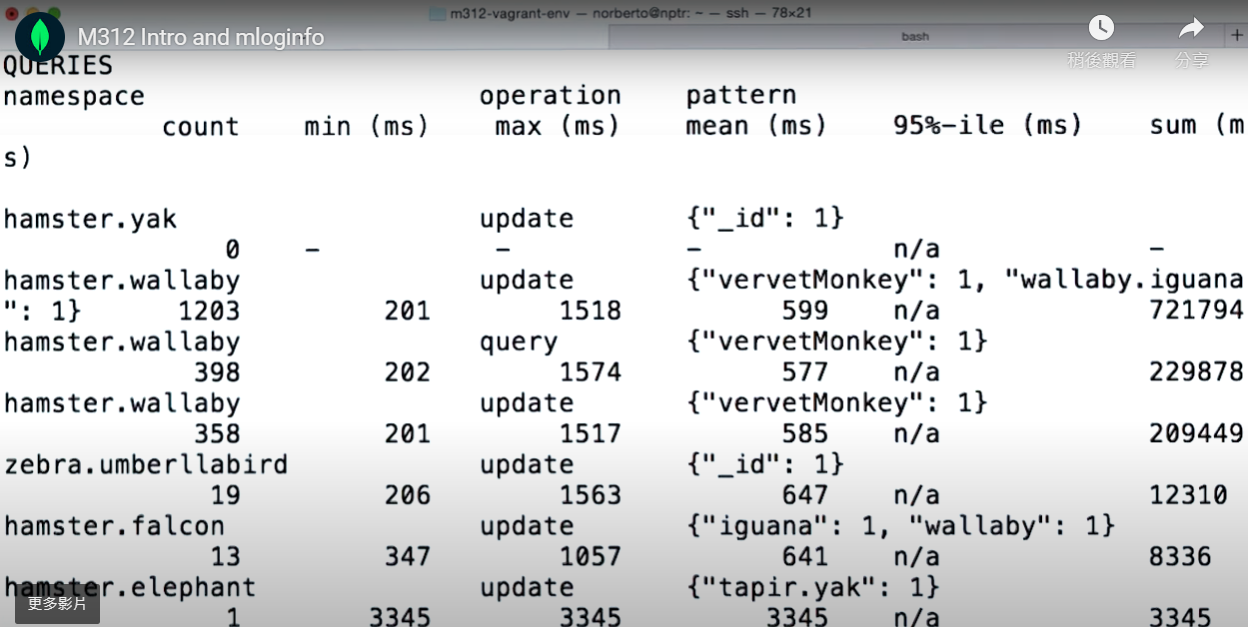 m312-vagrant-env — norberto@nptr: ~ — ssh — 78×21
M312 Intro and mloginfo
bash
+
稍後觀看
分享
QUERIES
namespace operation pattern
count min (ms) max (ms) mean (ms) 95%-ile (ms) sum (m
s)
hamster.yak update {"_id": 1}
0 - - - n/a -
hamster.wallaby update {"vervetMonkey": 1, "wallaby.iguana
": 1} 1203 201 1518 599 n/a 721794
hamster.wallaby query {"vervetMonkey": 1}
398 202 1574 577 n/a 229878
hamster.wallaby update {"vervetMonkey": 1}
358 201 1517 585 n/a 209449
zebra.umberllabird update {"_id": 1}
19 206 1563 647 n/a 12310
hamster.falcon update {"iguana": 1, "wallaby": 1}
13 347 1057 641 n/a 8336
hamster.elephant update {"tapir.yak": 1}
更多影片
1 3345 3345 3345 n/a 3345